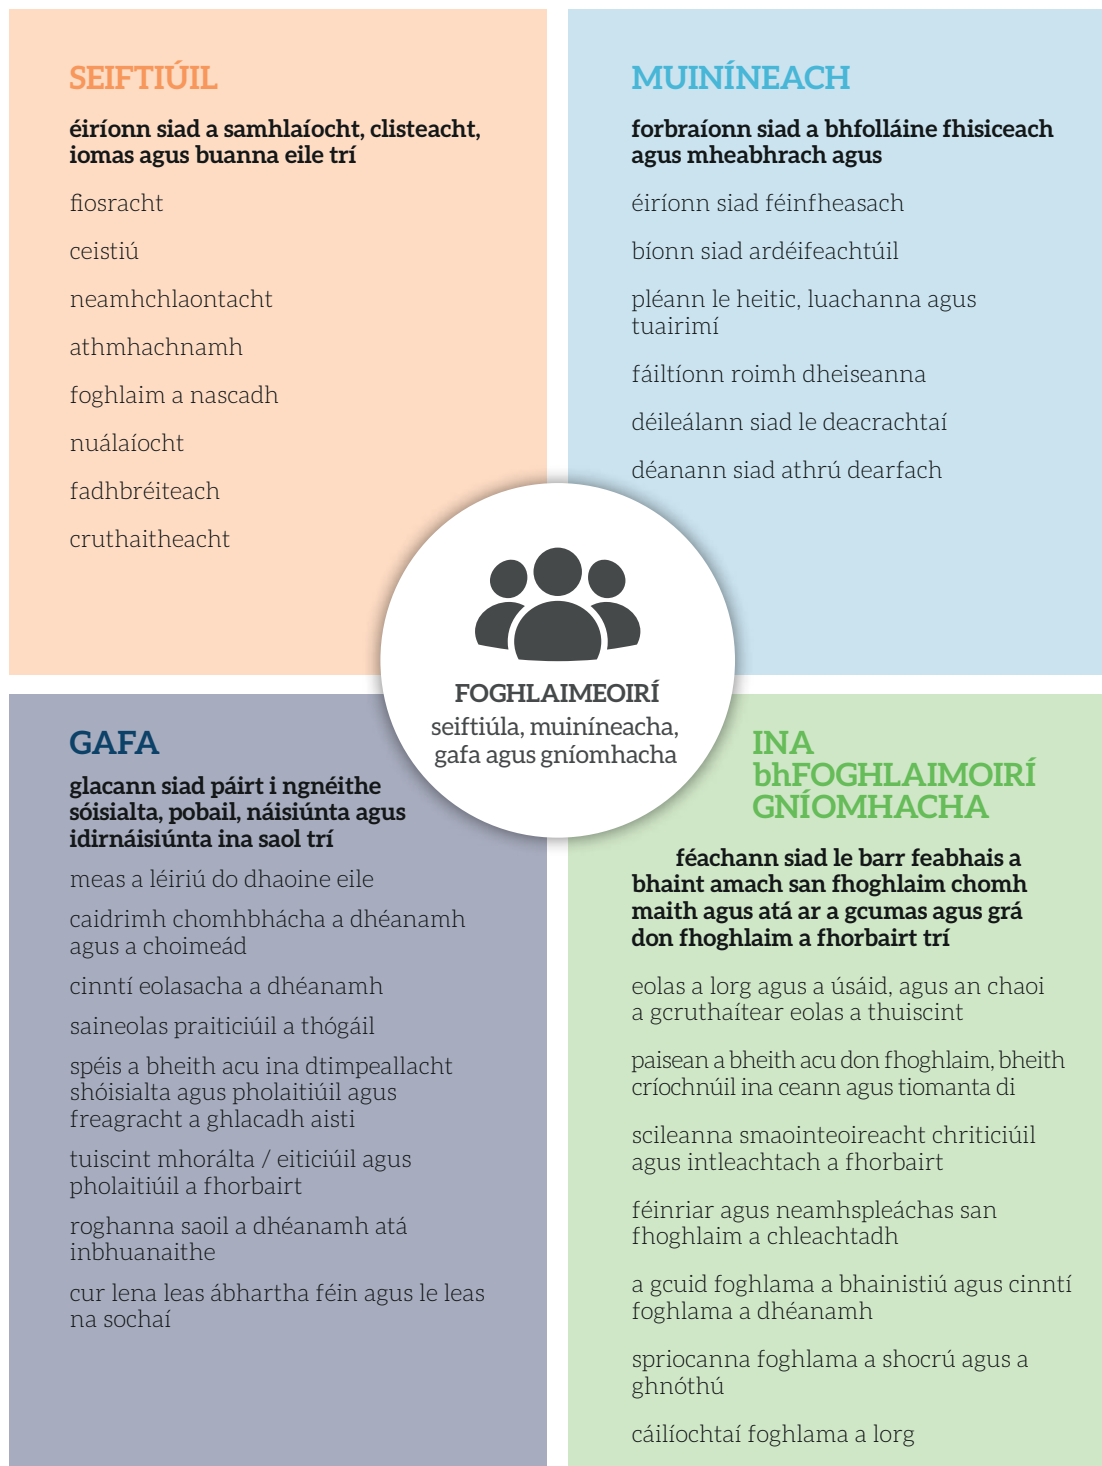 SEIFTIÚIL
éiríonn siad a samhlaíocht, clisteacht,
iomas agus buanna eile trí
fiosracht
ceistiú
neamhchlaontacht
athmhachnamh
foghlaim a nascadh
nuálaíocht
fadhbréiteach
cruthaitheacht
MUINÍNEACH
forbraíonn siad a bhfolláine fhisiceach
agus mheabhrach agus
éiríonn siad féinfheasach
bíonn siad ardéifeachtúil
pléann le heitic, luachanna agus
tuairimí
fáiltíonn roimh dheiseanna
déileálann siad le deacrachtaí
déanann siad athrú dearfach
FOGHLAIMEOIRÍ
seiftiúla, muiníneacha,
gafa agus gníomhacha
GAFA
glacann siad páirt i ngnéithe
sóisialta, pobail, náisiúnta agus
idirnáisiúnta ina saol trí
meas a léiriú do dhaoine eile
caidrimh chomhbhácha a dhéanamh
agus a choimeád
cinntí eolasacha a dhéanamh
saineolas praiticiúil a thógáil
spéis a bheith acu ina dtimpeallacht
shóisialta agus pholaitiúil agus
freagracht a ghlacadh aisti
tuiscint mhorálta / eiticiúil agus
pholaitiúil a fhorbairt
roghanna saoil a dhéanamh atá
inbhuanaithe
cur lena leas ábhartha féin agus le leas
na sochaí
INA
bhFOGHLAIMOIRÍ
GNÍOMHACHA
féachann siad le barr feabhais a
bhaint amach san fhoghlaim chomh
maith agus atá ar a gcumas agus grá
don fhoghlaim a fhorbairt trí
eolas a lorg agus a úsáid, agus an chaoi
a gcruthaítear eolas a thuiscint
paisean a bheith acu don fhoghlaim, bheith
críochnúil ina ceann agus tiomanta di
scileanna smaointeoireacht chriticiúil
agus intleachtach a fhorbairt
féinriar agus neamhspleáchas san
fhoghlaim a chleachtadh
a gcuid foghlama a bhainistiú agus cinntí
foghlama a dhéanamh
spriocanna foghlama a shocrú agus a
ghnóthú
cáilíochtaí foghlama a lorg